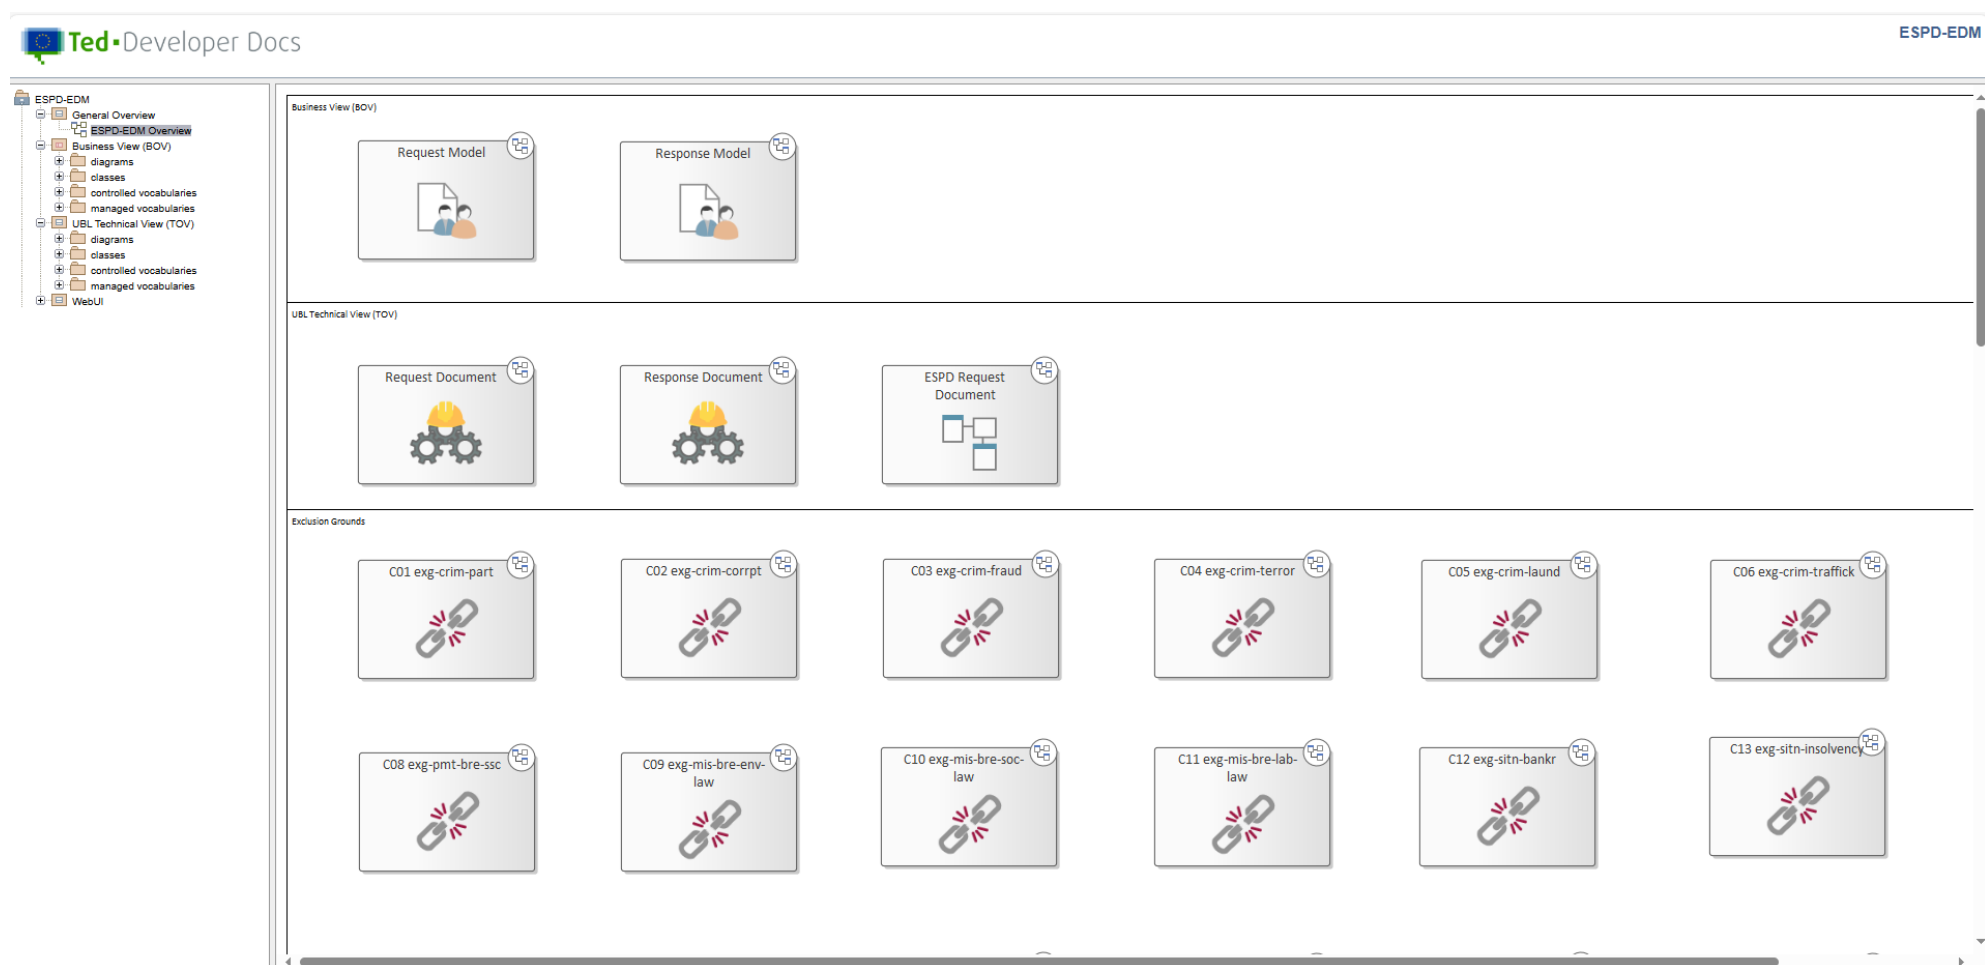 Ted Developer Docs
ESPD-EDM
ESPD-EDM
General Overview
ESPD-EDM Overview
Business View (BOV)
diagrams
classes
controlled vocabularies
managed vocabularies
UBL Technical View (TOV)
diagrams
classes
controlled vocabularies
managed vocabularies
WebUI
Business View (BOV)
Request Model
Response Model
UBL Technical View (TOV)
Request Document
Response Document
ESPD Request
Document
Exclusion Grounds
C01 exg-crim-part
C02 exg-crim-corrpt
C03 exg-crim-fraud
C04 exg-crim-terror
C05 exg-crim-laund
C06 exg-crim-traffick
C08 exg-pmt-bre-ssc
C09 exg-mis-bre-env-
law
C10 exg-mis-bre-soc-
law
C11 exg-mis-bre-lab-
law
C12 exg-sitn-bankr
C13 exg-sitn-insolvency